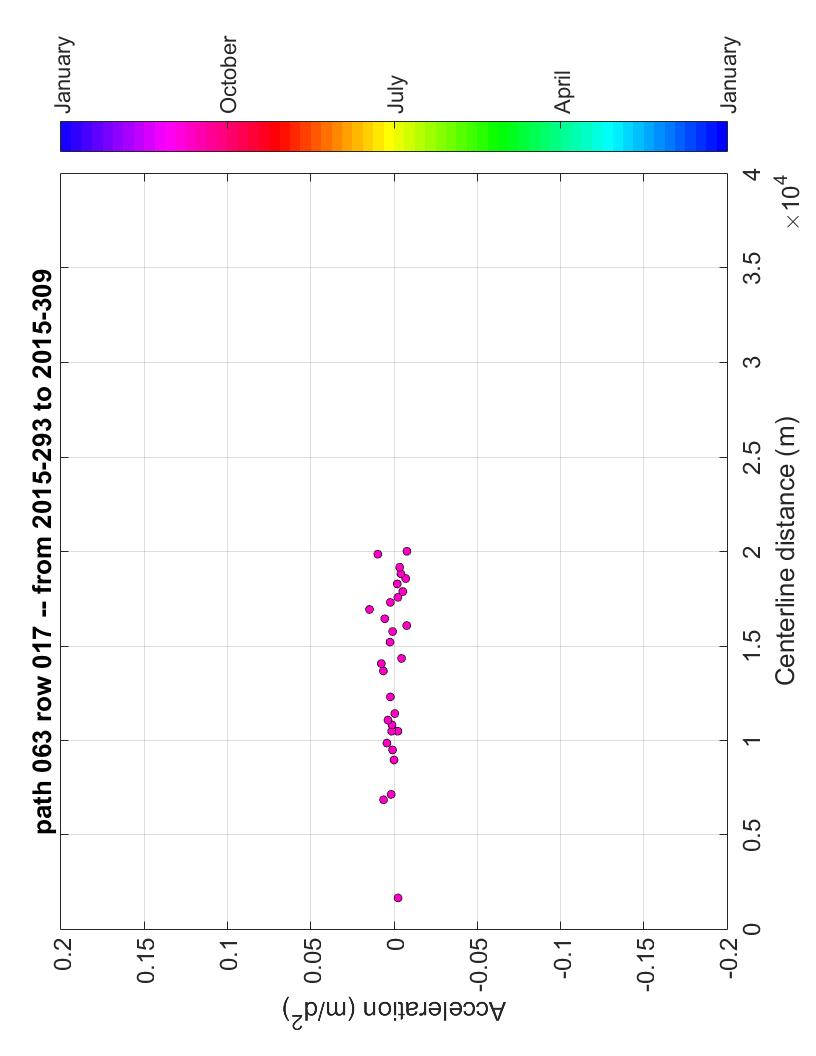 path 063 row 017 -- from 2015-293 to 2015-309
0.2
0.15
0.1
0.05
0
-0.05
-0.1
-0.15
-0.2
Acceleration (m/d²)
0
0.5
1
1.5
2
2.5
3
3.5
4
×10⁴
Centerline distance (m)
January
October
July
April
January